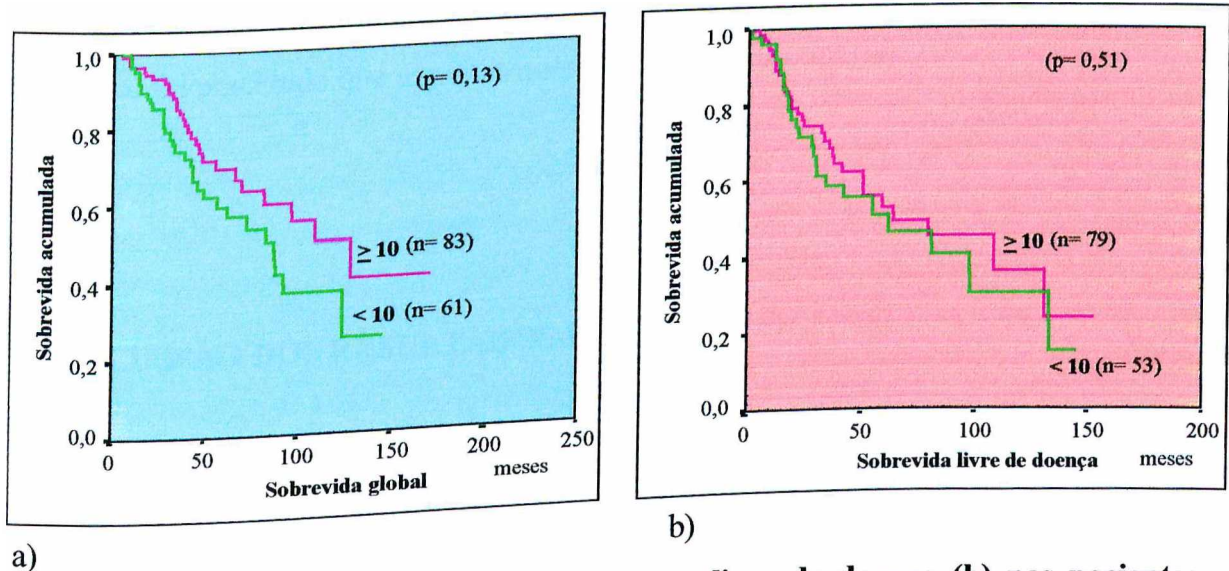 1,0
0,8
0,6
0,4
0,2
0,0
Sobrevida acumulada
(p= 0,13)
≥ 10 (n= 83)
< 10 (n= 61)
0 50 100 150 200 250
meses
Sobrevida global
a)
1,0
0,8
0,6
0,4
0,2
0,0
Sobrevida acumulada
(p= 0,51)
≥ 10 (n= 79)
< 10 (n= 53)
0 50 100 150 200
Sobrevida livre de doença meses
b)
(b) nos